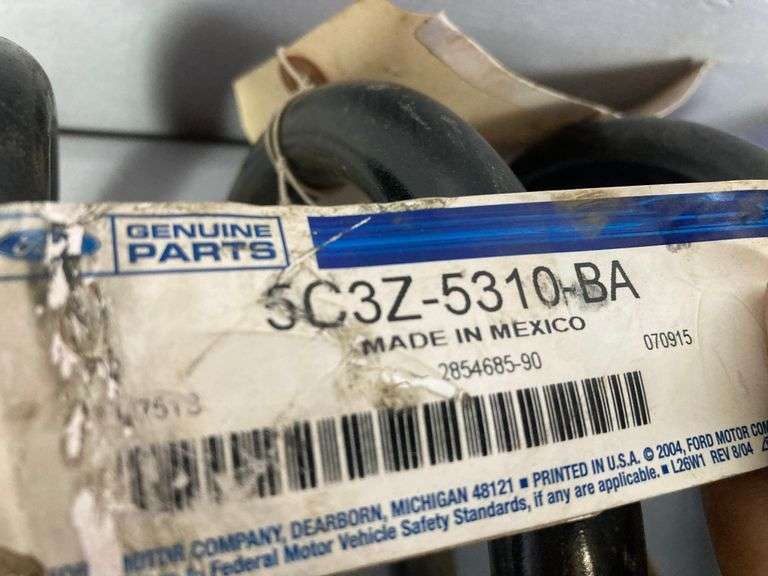 GENUINE
PARTS
5C3Z-5310-BA
MADE IN MEXICO
2854685-90
070915
MOTOR COMPANY, DEARBORN, MICHIGAN 48121 ■ PRINTED IN U.S.A. © 2004, FORD MOTOR COM
Federal Motor Vehicle Safety Standards, if any are applicable. ■ L26W1 REV 8/04